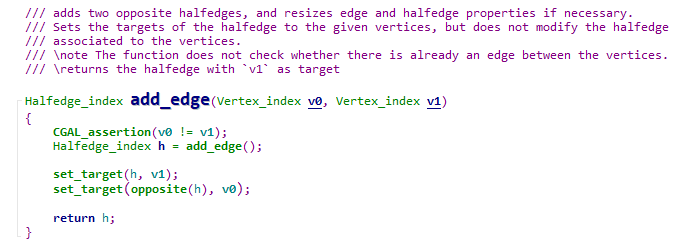 /// adds two opposite halfedges, and resizes edge and halfedge properties if necessary.
/// Sets the targets of the halfedge to the given vertices, but does not modify the halfedge
/// associated to the vertices.
/// \note The function does not check whether there is already an edge between the vertices.
/// \returns the halfedge with `v1` as target
Halfedge_index add_edge(Vertex_index v0, Vertex_index v1)
{
CGAL_assertion(v0 != v1);
Halfedge_index h = add_edge();
set_target(h, v1);
set_target(opposite(h), v0);
return h;
}